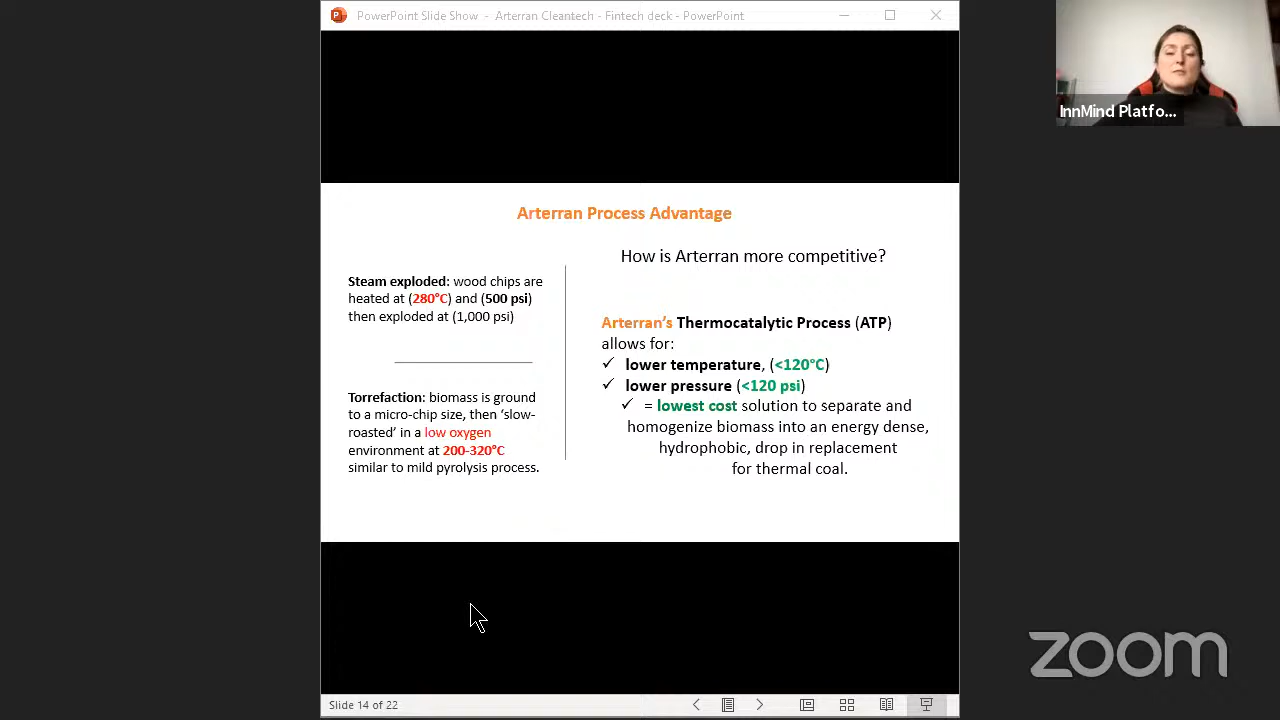 PowerPoint Slide Show - Arterran Cleantech - Fintech deck - PowerPoint
InnMind Platfo...
Arterran Process Advantage
How is Arterran more competitive?
Steam exploded: wood chips are
heated at (280°C) and (500 psi)
then exploded at (1,000 psi)
Torrefaction: biomass is ground
to a micro-chip size, then ‘slow-
roasted’ in a low oxygen
environment at 200-320°C
similar to mild pyrolysis process.
Arterran’s Thermocatalytic Process (ATP)
allows for:
✓ lower temperature, (<120°C)
✓ lower pressure (<120 psi)
✓ = lowest cost solution to separate and
homogenize biomass into an energy dense,
hydrophobic, drop in replacement
for thermal coal.
zoom
Slide 14 of 22